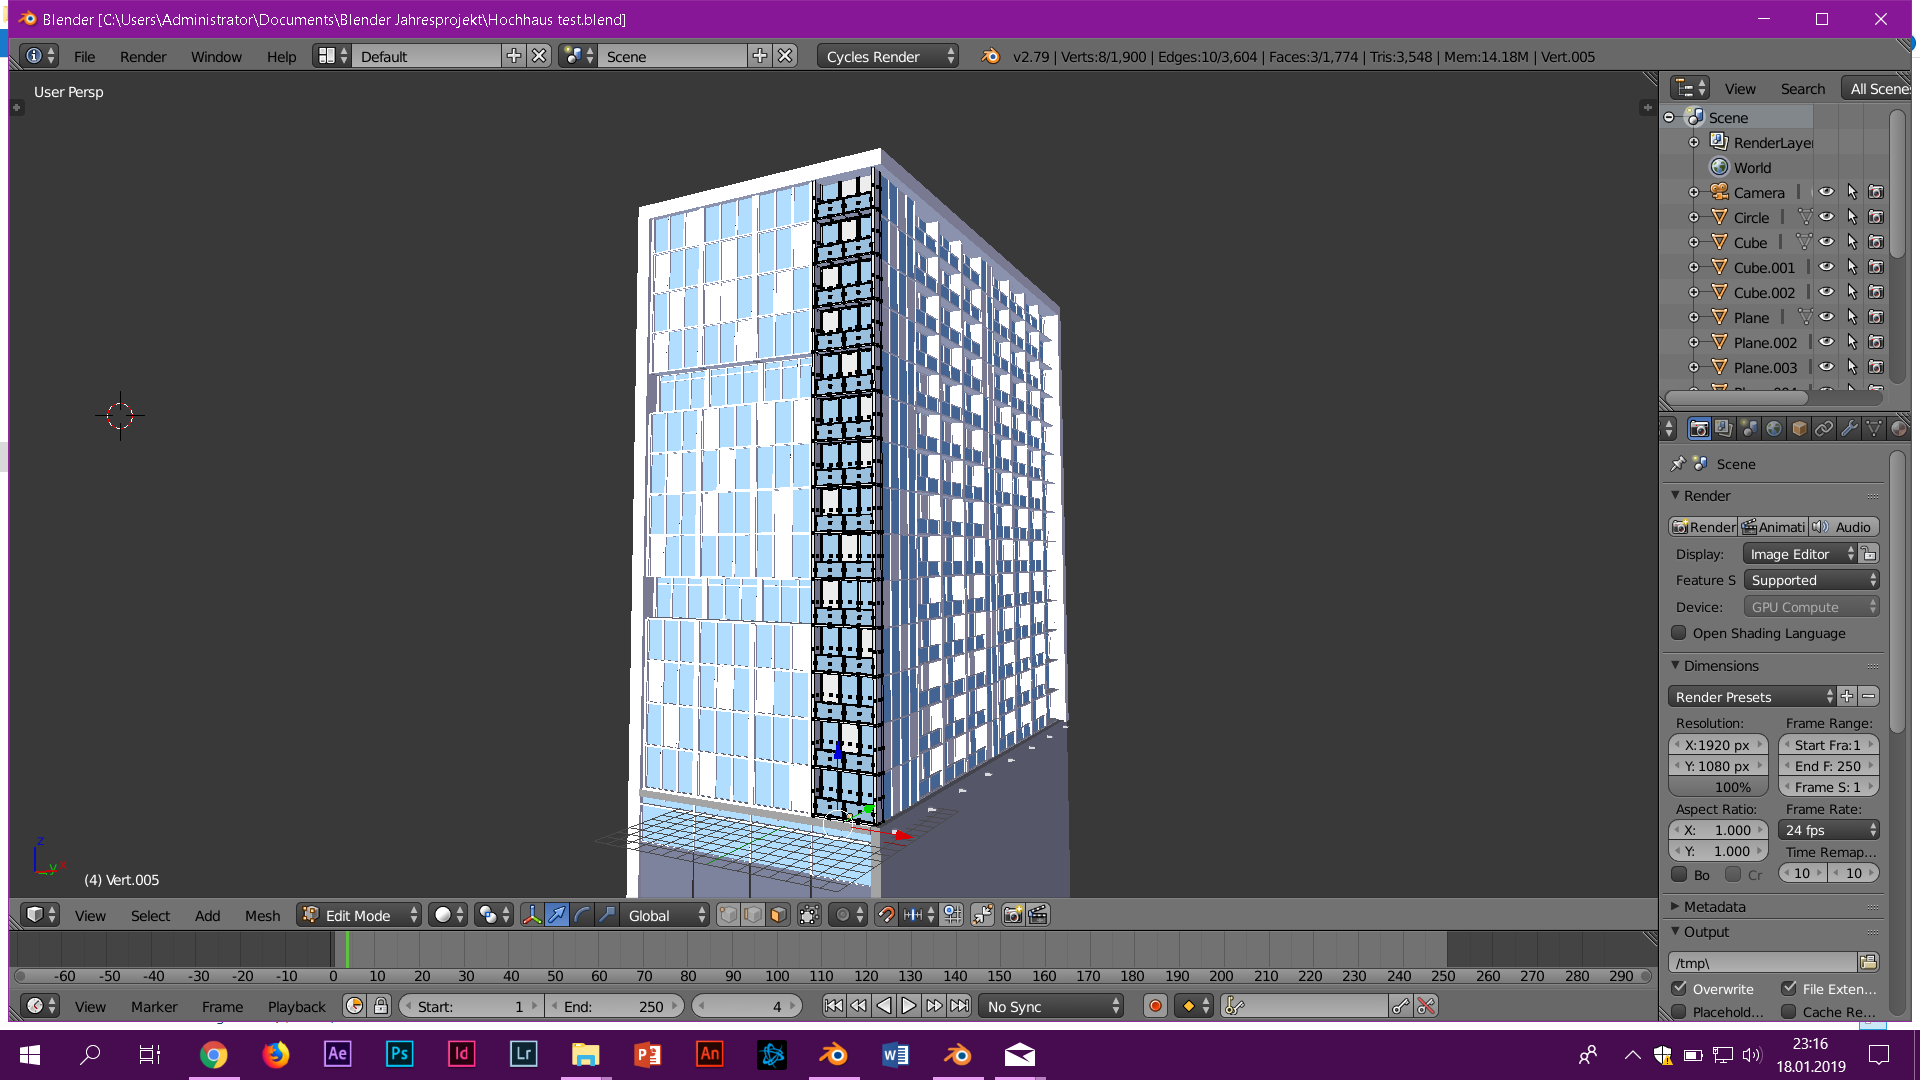 Blender [C:\Users\Administrator\Documents\Blender Jahresprojekt\Hochhaus test.blend]
File Render Window Help Default Scene Cycles Render v2.79 | Verts:8/1,900 | Edges:10/3,604 | Faces:3/1,774 | Tris:3,548 | Mem:14.18M | Vert.005
User Persp
View Search All Scene
Scene
RenderLaye
World
Camera
Circle
Cube
Cube.001
Cube.002
Plane
Plane.002
Plane.003
Scene
Render
Render Animati Audio
Display: Image Editor
Feature S Supported
Device: GPU Compute
Open Shading Language
Dimensions
Render Presets
Resolution: Frame Range:
X:1920 px Start Fra:1
Y: 1080 px End F: 250
100% Frame S: 1
Aspect Ratio: Frame Rate:
X: 1.000 24 fps
Y: 1.000 Time Remap...
Bo Cr 10 10
Metadata
Output
/tmp\
Overwrite File Exten...
Placehold... Cache Re...
z
y x
(4) Vert.005
View Select Add Mesh Edit Mode Global
-60 -50 -40 -30 -20 -10 0 10 20 30 40 50 60 70 80 90 100 110 120 130 140 150 160 170 180 190 200 210 220 230 240 250 260 270 280 290
View Marker Frame Playback Start: 1 End: 250 4 No Sync
Ae Ps Id Lr An
23:16
18.01.2019